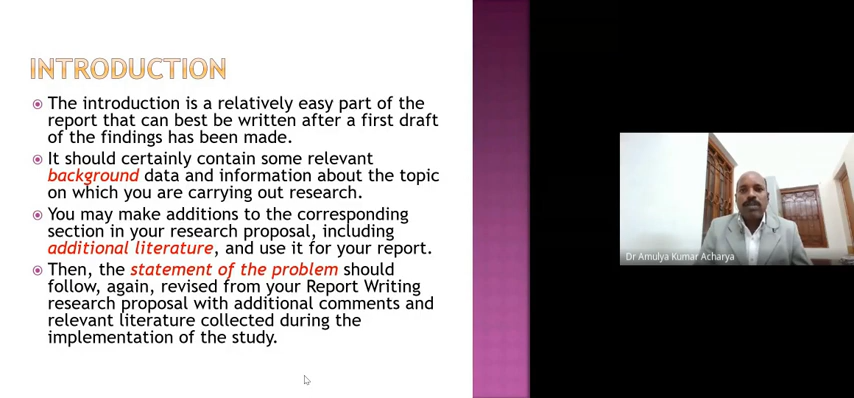 INTRODUCTION
The introduction is a relatively easy part of the
report that can best be written after a first draft
of the findings has been made.
It should certainly contain some relevant
background data and information about the topic
on which you are carrying out research.
You may make additions to the corresponding
section in your research proposal, including
additional literature, and use it for your report.
Then, the statement of the problem should
follow, again, revised from your Report Writing
research proposal with additional comments and
relevant literature collected during the
implementation of the study.
Dr Amulya Kumar Acharya